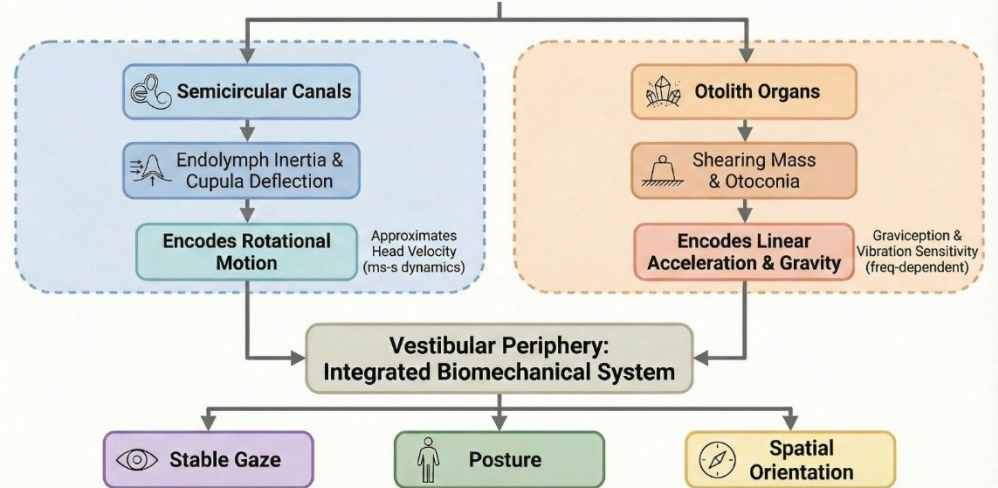 Semicircular Canals
Endolymph Inertia &
Cupula Deflection
Encodes Rotational
Motion
Approximates
Head Velocity
(ms-s dynamics)
Otolith Organs
Shearing Mass
& Otoconia
Encodes Linear
Acceleration & Gravity
Graviception &
Vibration Sensitivity
(freq-dependent)
Vestibular Periphery:
Integrated Biomechanical System
Stable Gaze
Posture
Spatial
Orientation